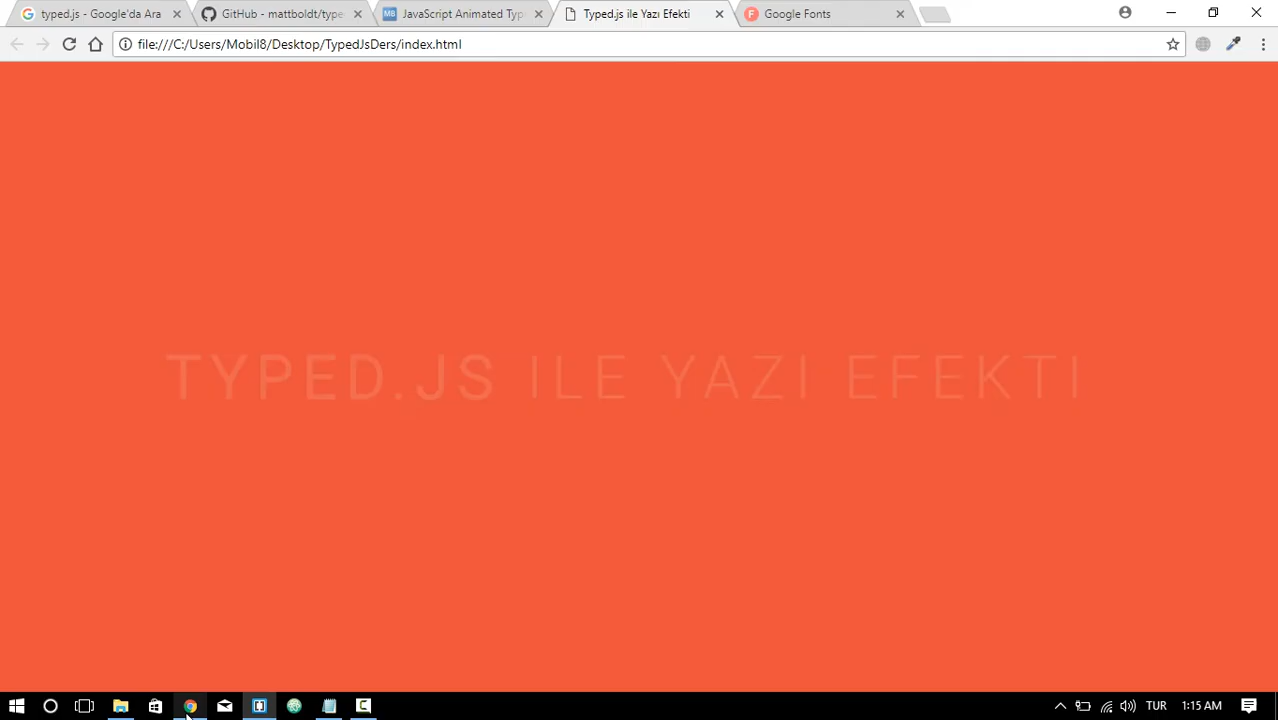 typed.js - Google'da Ara
GitHub - mattboldt/type
JavaScript Animated Typ
Typed.js ile Yazı Efekti
Google Fonts
file:///C:/Users/Mobil8/Desktop/TypedJsDers/index.html
TYPED.JS ILE YAZI EFEKTI
TUR
1:15 AM